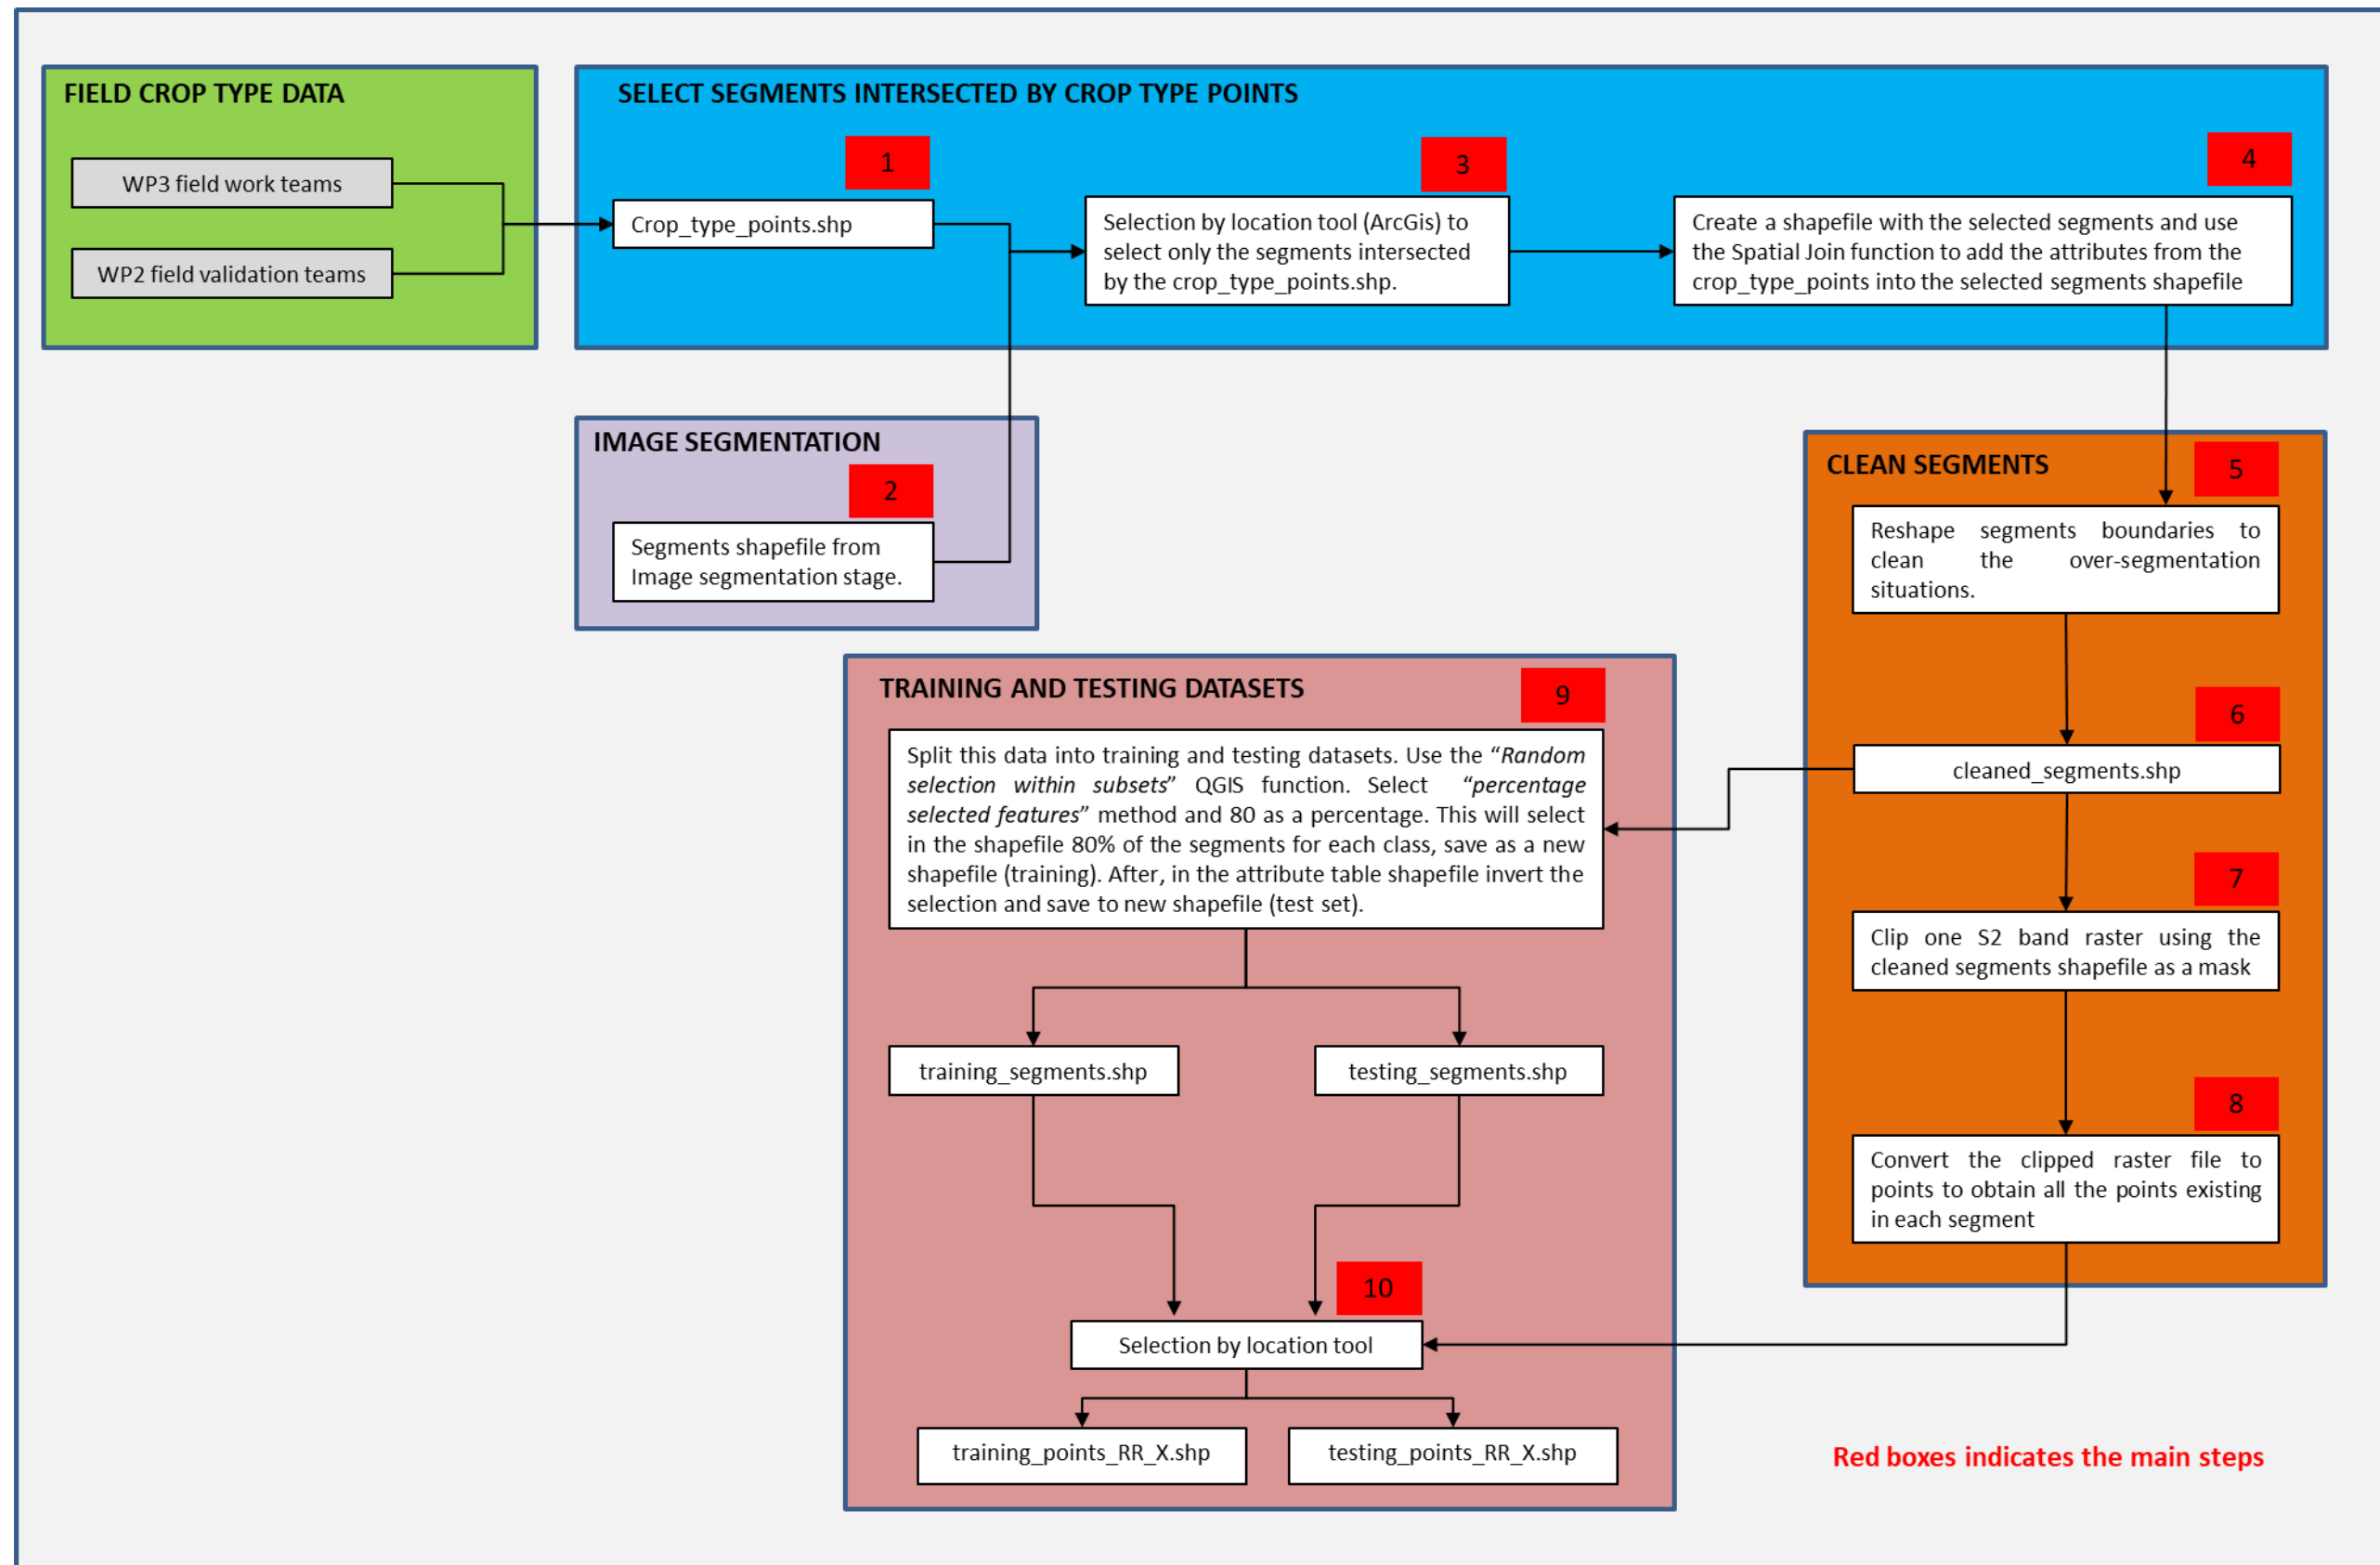 FIELD CROP TYPE DATA
WP3 field work teams
WP2 field validation teams
SELECT SEGMENTS INTERSECTED BY CROP TYPE POINTS
1
Crop_type_points.shp
3
Selection by location tool (ArcGis) to
select only the segments intersected
by the crop_type_points.shp.
4
Create a shapefile with the selected segments and use
the Spatial Join function to add the attributes from the
crop_type_points into the selected segments shapefile
IMAGE SEGMENTATION
2
Segments shapefile from
Image segmentation stage.
CLEAN SEGMENTS
5
Reshape segments boundaries to
clean the over-segmentation
situations.
6
cleaned_segments.shp
7
Clip one S2 band raster using the
cleaned segments shapefile as a mask
8
Convert the clipped raster file to
points to obtain all the points existing
in each segment
TRAINING AND TESTING DATASETS
9
Split this data into training and testing datasets. Use the “Random
selection within subsets” QGIS function. Select “percentage
selected features” method and 80 as a percentage. This will select
in the shapefile 80% of the segments for each class, save as a new
shapefile (training). After, in the attribute table shapefile invert the
selection and save to new shapefile (test set).
training_segments.shp
testing_segments.shp
10
Selection by location tool
training_points_RR_X.shp
testing_points_RR_X.shp
Red boxes indicates the main steps